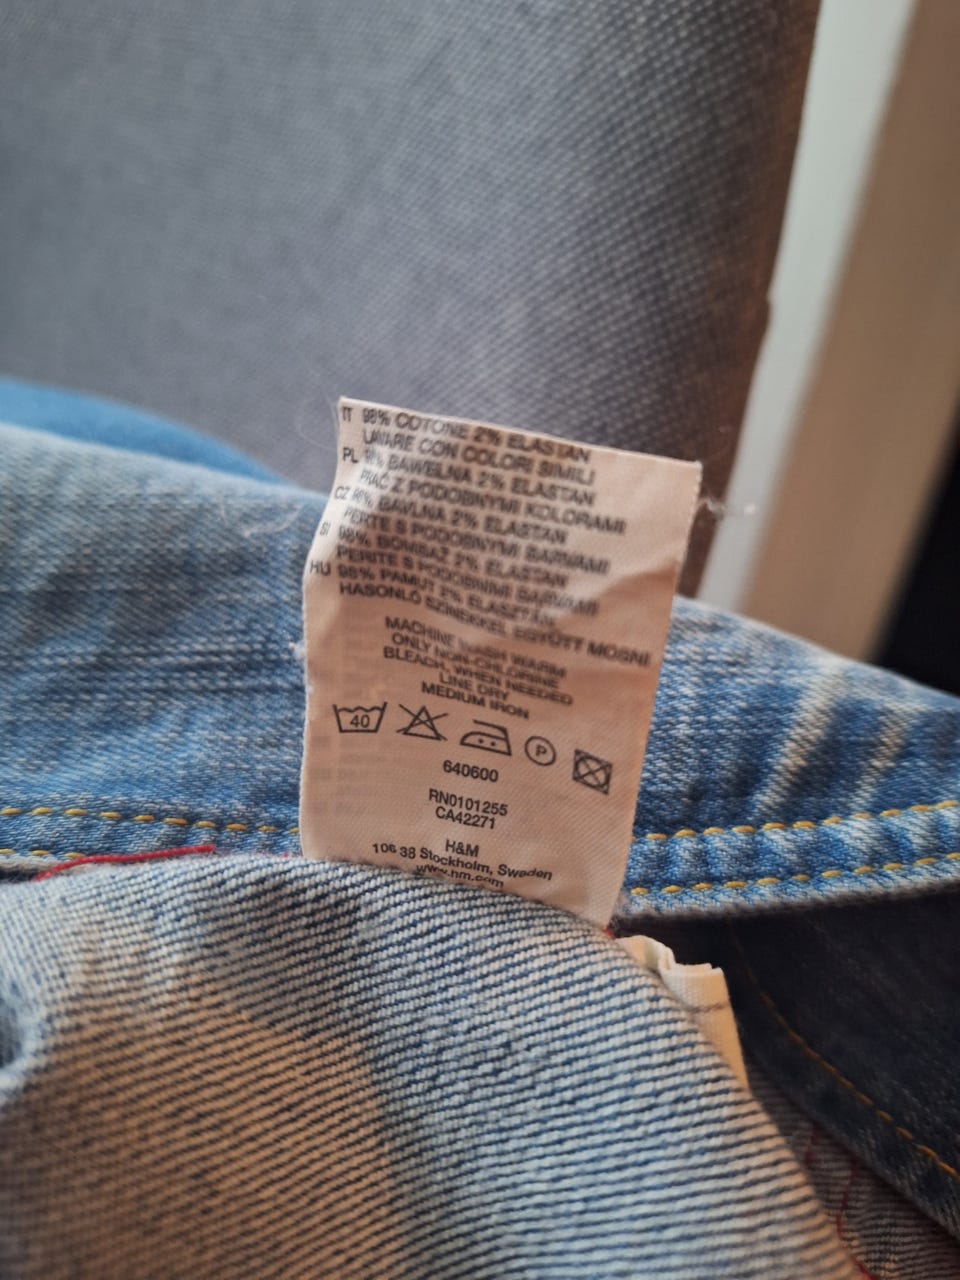 IT 98% COTONE 2% ELASTAN
LAVARE CON COLORI SIMILI
PL 98% BAWEŁNA 2% ELASTAN
PRAĆ Z PODOBNYMI KOLORAMI
CZ 98% BAVLNA 2% ELASTAN
PERTE S PODOBNÝMI BARVAMI
SI 98% BOMBAŽ 2% ELASTAN
PERITE S PODOBNIMI BARVAMI
HU 98% PAMUT 2% ELASZTÁN
HASONLÓ SZINEKKEL EGYÜTT MOSNI
MACHINE WASH WARM
ONLY NON-CHLORINE
BLEACH, WHEN NEEDED
LINE DRY
MEDIUM IRON
40 P
640600
RN0101255
CA42271
H&M
106 38 Stockholm, Sweden
www.hm.com